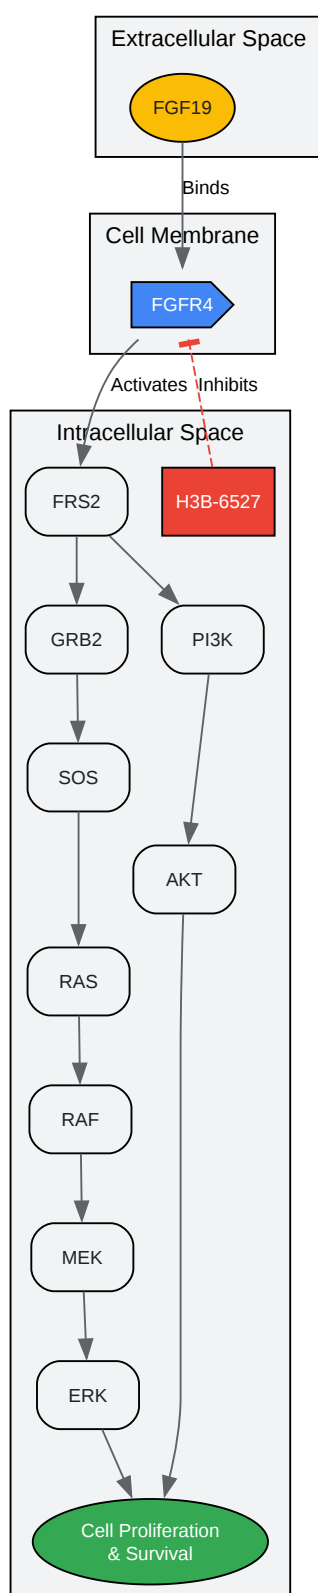 Extracellular Space
FGF19
Binds
Cell Membrane
FGFR4
Activates
Inhibits
Intracellular Space
FRS2
H3B-6527
GRB2
PI3K
SOS
AKT
RAS
RAF
MEK
ERK
Cell Proliferation
& Survival